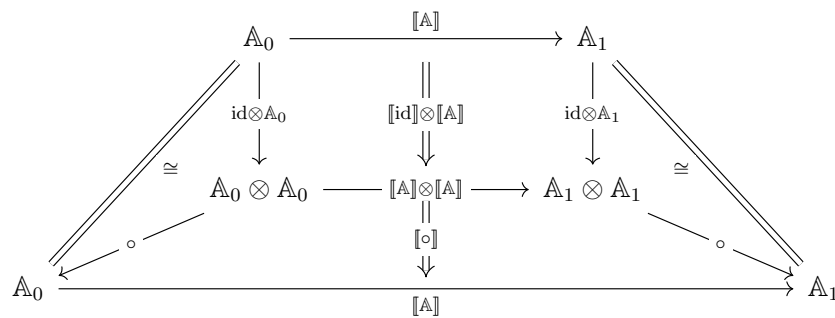 ⟦𝔸⟧
𝔸₀ 𝔸₁
id⊗𝔸₀ ⟦id⟧⊗⟦𝔸⟧ id⊗𝔸₁
≅ ≅
𝔸₀ ⊗ 𝔸₀ ⟦𝔸⟧⊗⟦𝔸⟧ 𝔸₁ ⊗ 𝔸₁
∘ ⟦∘⟧ ∘
𝔸₀ 𝔸₁
⟦𝔸⟧